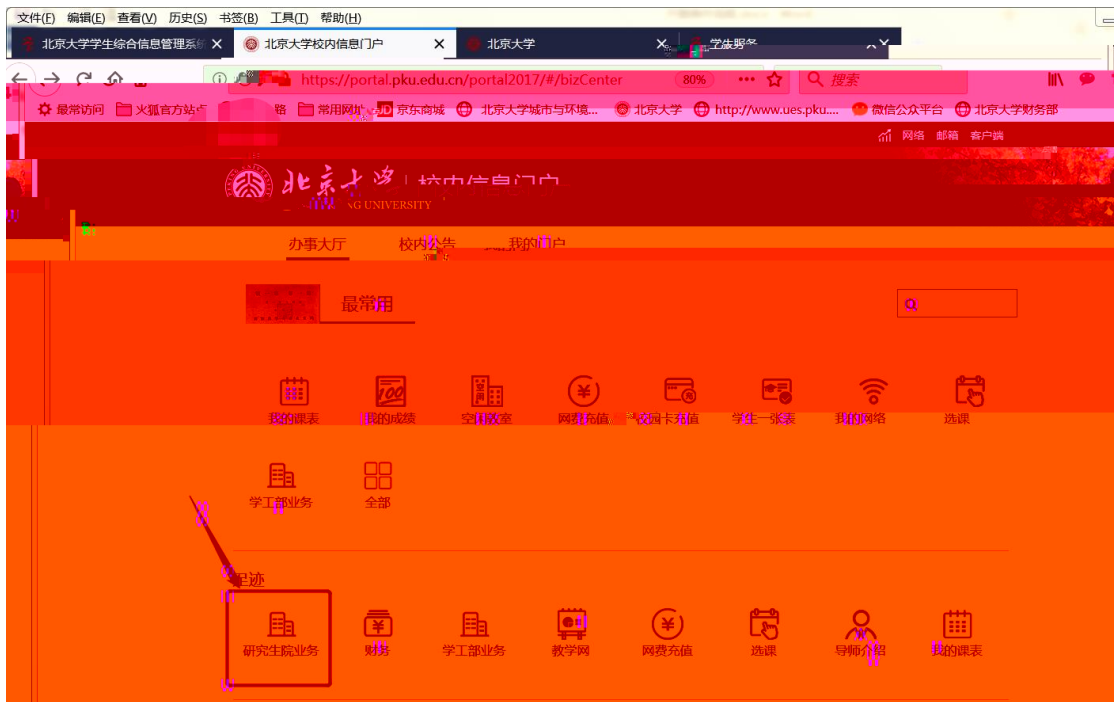 文件(F) 编辑(E) 查看(V) 历史(S) 书签(B) 工具(T) 帮助(H)
北京大学学生综合信息管理系统 × 北京大学校内信息门户 × 北京大学 ×
https://portal.pku.edu.cn/portal2017/#/bizCenter 80% ••• 搜索
最常访问 火狐官方站点 常用网址 JD 京东商城 北京大学城市与环境... 北京大学 http://www.ues.pku.... 微信公众平台 北京大学财务部
网络 邮箱 客户端
北京大学 校内信息门户
NG UNIVERSITY
办事大厅 校内公告 我的门户
最常用
我的课表 我的成绩 空闲教室 网费充值 校园卡充值 学生一张表 我的网络 选课
学工部业务 全部
足迹
研究生院业务 财务 学工部业务 教学网 网费充值 选课 导师介绍 我的课表